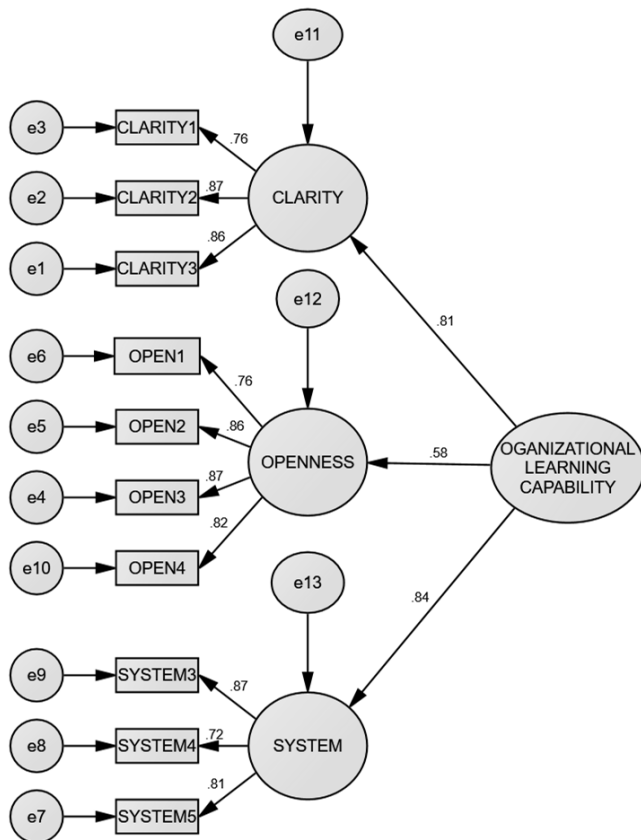 e11
e3
CLARITY1
.76
e2
CLARITY2
.87
CLARITY
e1
CLARITY3
.86
e12
.81
e6
OPEN1
.76
e5
OPEN2
.86
OPENNESS
.58
OGANIZATIONAL
LEARNING
CAPABILITY
e4
OPEN3
.87
e10
OPEN4
.82
e13
.84
e9
SYSTEM3
.87
e8
SYSTEM4
.72
SYSTEM
e7
SYSTEM5
.81